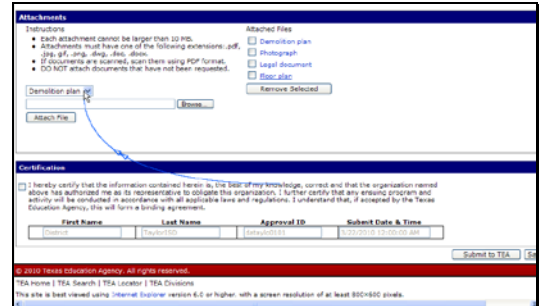 Attachments
Instructions
Each attachment cannot be larger than 10 MB.
Attachments must have one of the following extensions: .pdf,
.jpg, .gif, .png, .dwg, .doc, .docx.
If documents are scanned, scan them using PDF format.
DO NOT attach documents that have not been requested.
Attached Files
Demolition plan
Photograph
Legal document
floor plan
Remove Selected
Demolition plan
Browse...
Attach File
Certification
I hereby certify that the information contained herein is, the best of my knowledge, correct and that the organization named
above has authorized me as its representative to obligate this organization. I further certify that any ensuing program and
activity will be conducted in accordance with all applicable laws and regulations. I understand that, if accepted by the Texas
Education Agency, this will form a binding agreement.
First Name Last Name Approval ID Submit Date & Time
District TaylorISD 3/22/2010 12:00:00 AM
Submit to TEA
© 2010 Texas Education Agency. All rights reserved.
TEA Home | TEA Search | TEA Locator | TEA Divisions
This site is best viewed using Internet Explorer version 6.0 or higher. with a screen resolution of at least 800×600 pixels.